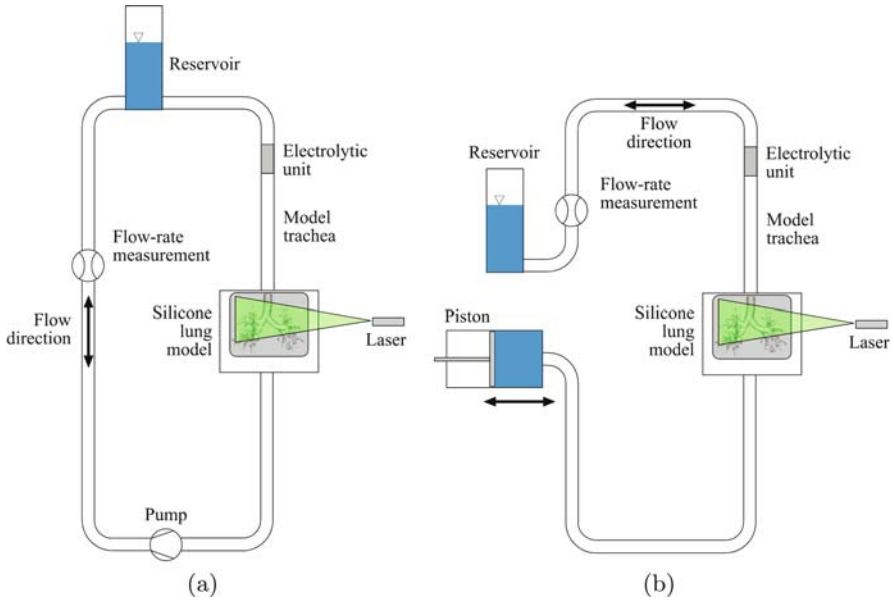 Reservoir
Electrolytic
unit
Model
trachea
Flow-rate
measurement
Flow
direction
Silicone
lung
model
Laser
Pump
(a)
Flow
direction
Reservoir
Electrolytic
unit
Flow-rate
measurement
Model
trachea
Silicone
lung
model
Laser
Piston
(b)